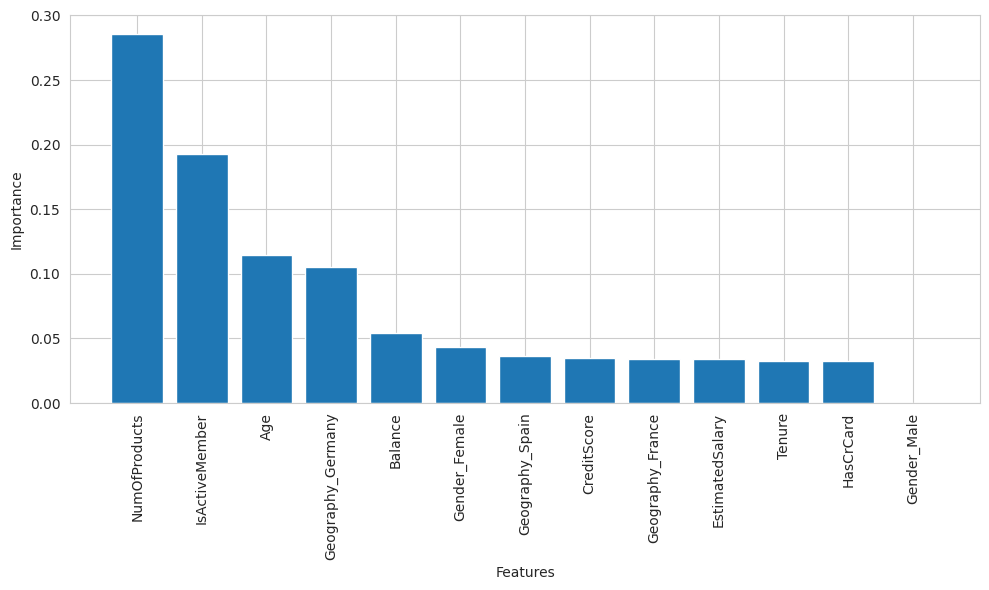 0.30
0.25
0.20
0.15
0.10
0.05
0.00
Importance
NumOfProducts
IsActiveMember
Age
Geography_Germany
Balance
Gender_Female
Geography_Spain
CreditScore
Geography_France
EstimatedSalary
Tenure
HasCrCard
Gender_Male
Features